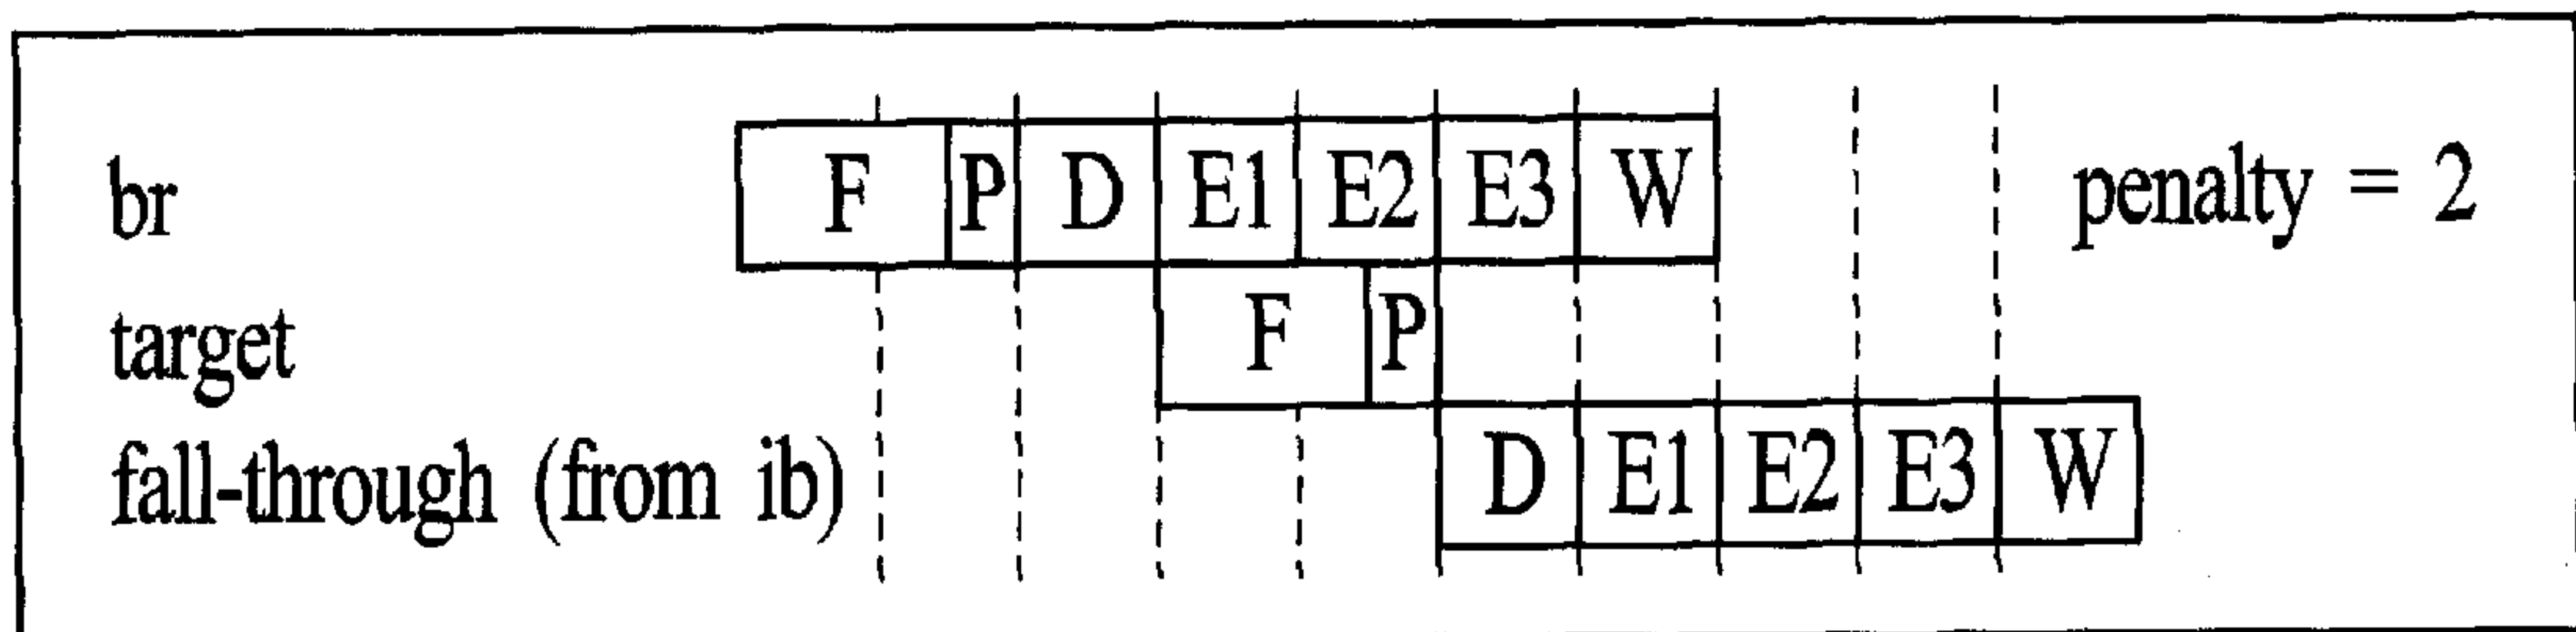 br F P D E1 E2 E3 W penalty = 2
target F P
fall-through (from ib) D E1 E2 E3 W